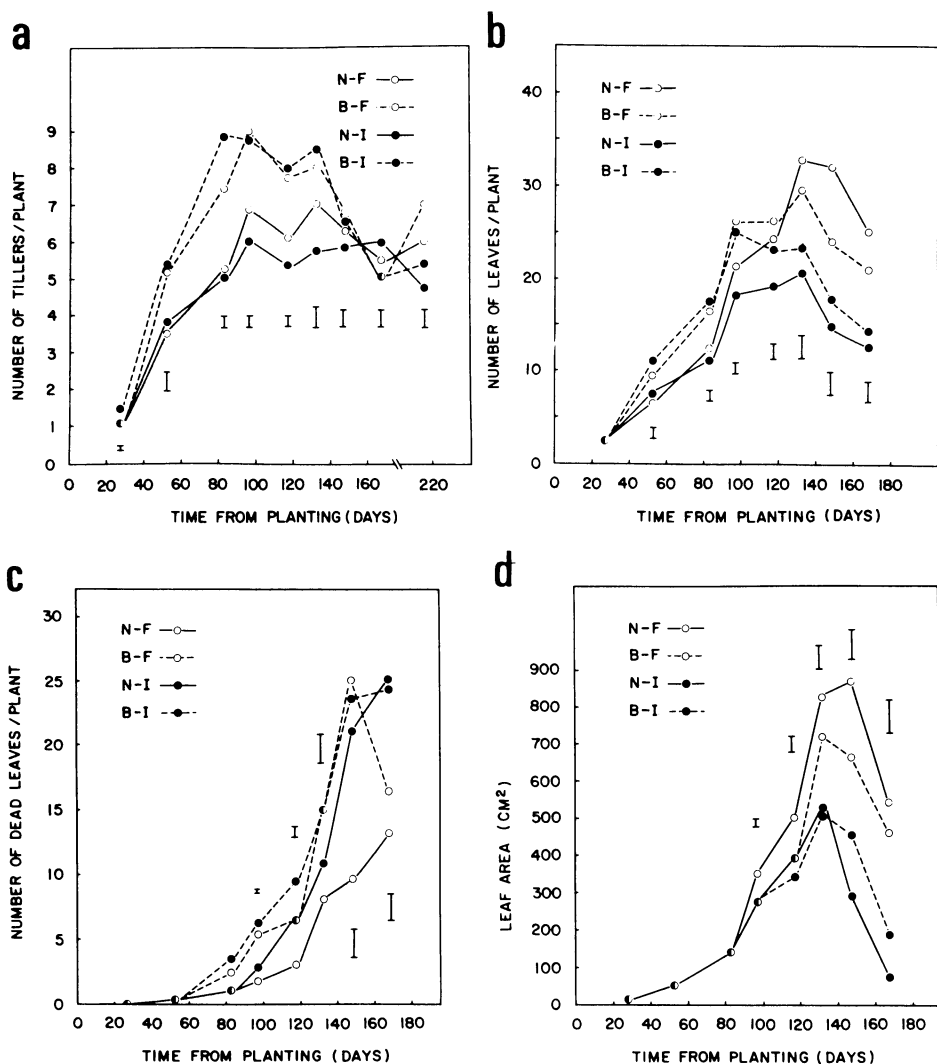 a
N-F
B-F
N-I
B-I
NUMBER OF TILLERS/PLANT
9
8
7
6
5
4
3
2
1
0
0 20 40 60 80 100 120 140 160 220
TIME FROM PLANTING (DAYS)
b
N-F
B-F
N-I
B-I
NUMBER OF LEAVES/PLANT
40
30
20
10
0
0 20 40 60 80 100 120 140 160 180
TIME FROM PLANTING (DAYS)
c
N-F
B-F
N-I
B-I
NUMBER OF DEAD LEAVES/PLANT
30
25
20
15
10
5
0
0 20 40 60 80 100 120 140 160 180
TIME FROM PLANTING (DAYS)
d
N-F
B-F
N-I
B-I
LEAF AREA (CM²)
900
800
700
600
500
400
300
200
100
0
0 20 40 60 80 100 120 140 160 180
TIME FROM PLANTING (DAYS)